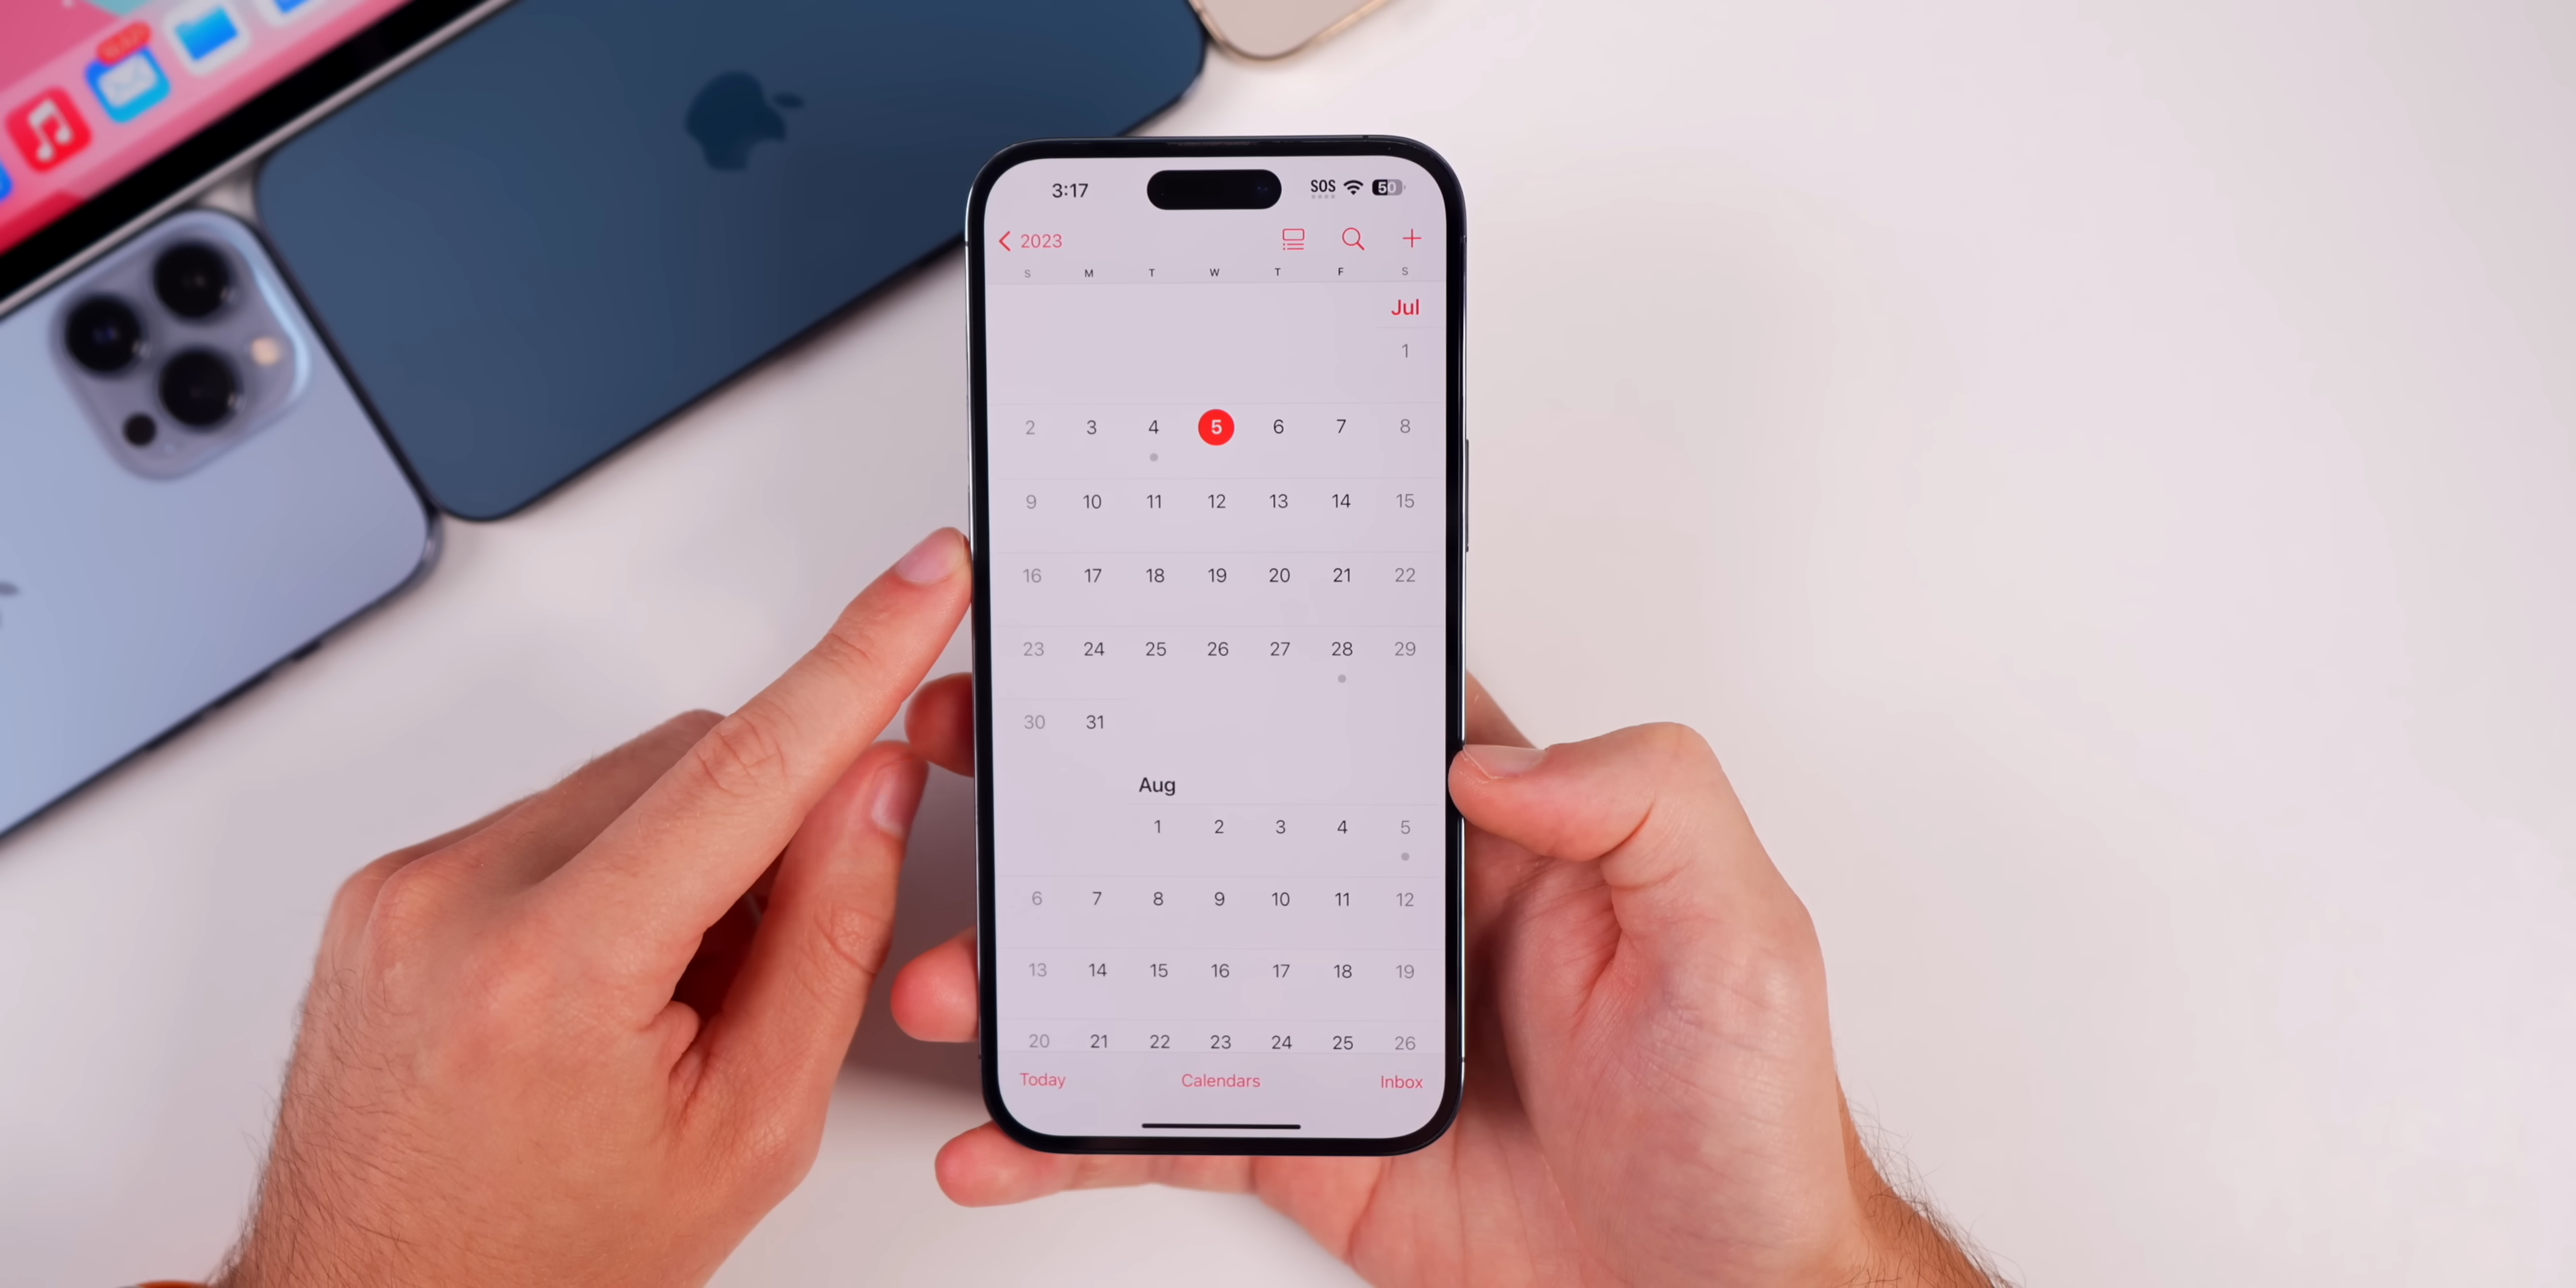 3:17 SOS 50
2023
S M T W T F S
Jul
1
2 3 4 5 6 7 8
9 10 11 12 13 14 15
16 17 18 19 20 21 22
23 24 25 26 27 28 29
30 31
Aug
1 2 3 4 5
6 7 8 9 10 11 12
13 14 15 16 17 18 19
20 21 22 23 24 25 26
Today Calendars Inbox